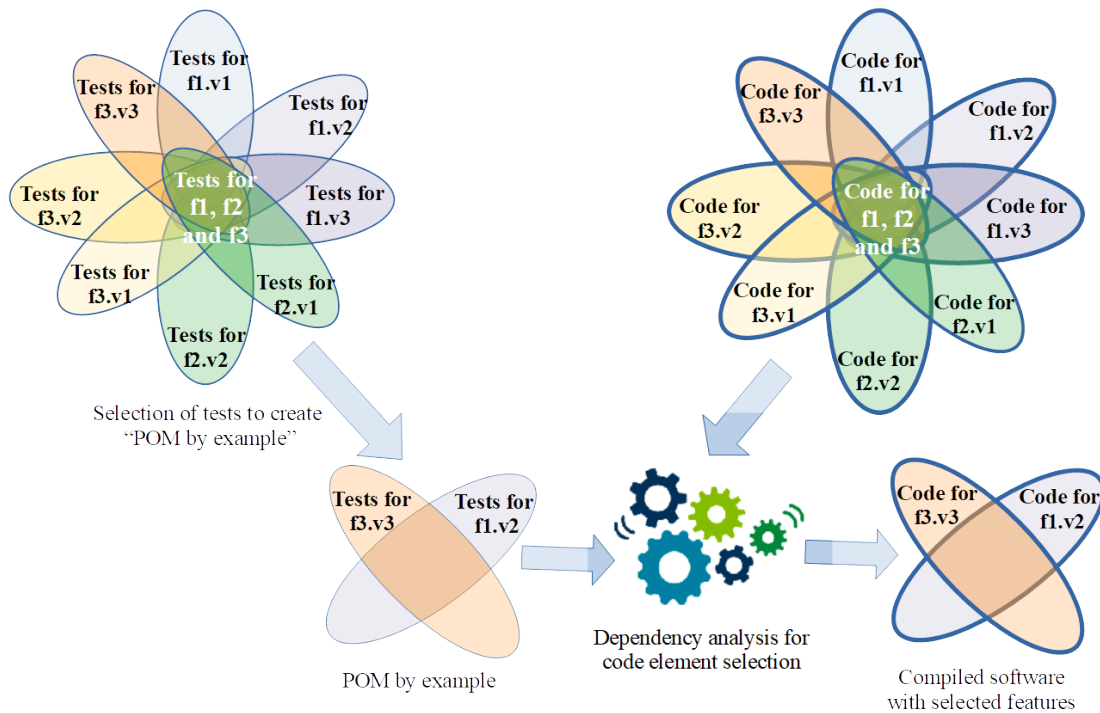 Tests for
f1.v1
Tests for
f3.v3
Tests for
f1.v2
Tests for
f3.v2
Tests for
f1, f2
and f3
Tests for
f1.v3
Tests for
f3.v1
Tests for
f2.v1
Tests for
f2.v2
Code for
f1.v1
Code for
f3.v3
Code for
f1.v2
Code for
f3.v2
Code for
f1, f2
and f3
Code for
f1.v3
Code for
f3.v1
Code for
f2.v1
Code for
f2.v2
Selection of tests to create
“POM by example”
Tests for
f3.v3
Tests for
f1.v2
POM by example
Dependency analysis for
code element selection
Code for
f3.v3
Code for
f1.v2
Compiled software
with selected features